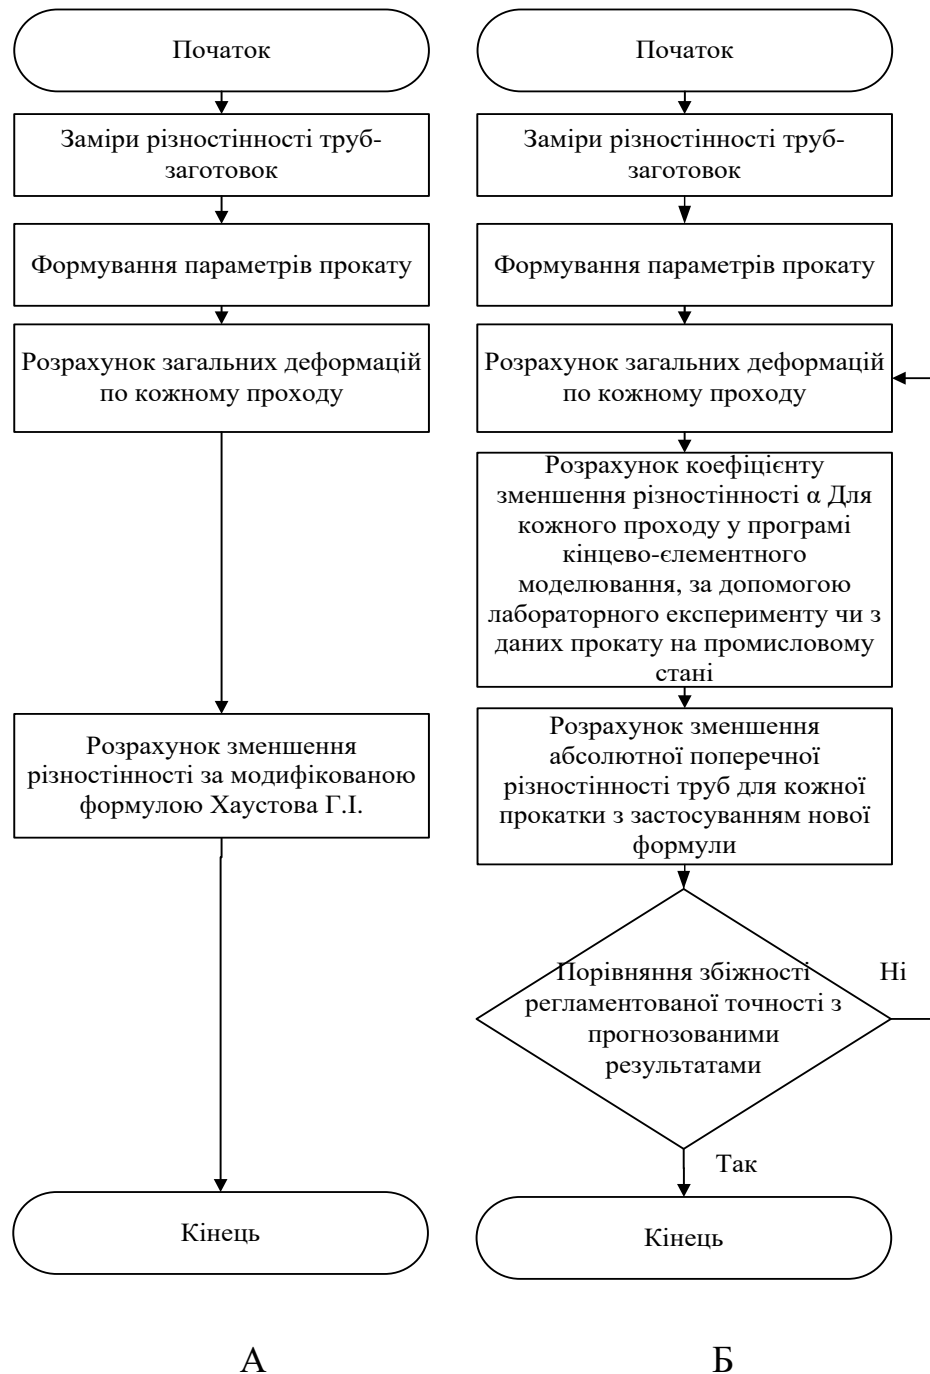 Початок
Заміри різностінності труб-
заготовок
Формування параметрів прокату
Розрахунок загальних деформацій
по кожному проходу
Розрахунок зменшення
різностінності за модифікованою
формулою Хаустова Г.І.
Кінець
А
Початок
Заміри різностінності труб-
заготовок
Формування параметрів прокату
Розрахунок загальних деформацій
по кожному проходу
Розрахунок коефіцієнту
зменшення різностінності α Для
кожного проходу у програмі
кінцево-єлементного
моделювання, за допомогою
лабораторного експерименту чи з
даних прокату на промисловому
стані
Розрахунок зменшення
абсолютної поперечної
різностінності труб для кожної
прокатки з застосуванням нової
формули
Порівняння збіжності
регламентованої точності з
прогнозованими
результатами
Ні
Так
Кінець
Б